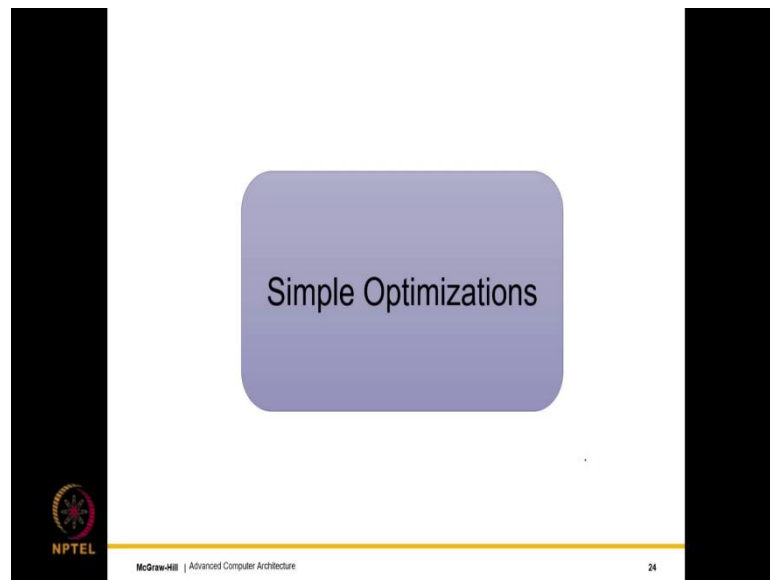 Simple Optimizations
NPTEL
McGraw-Hill | Advanced Computer Architecture
24